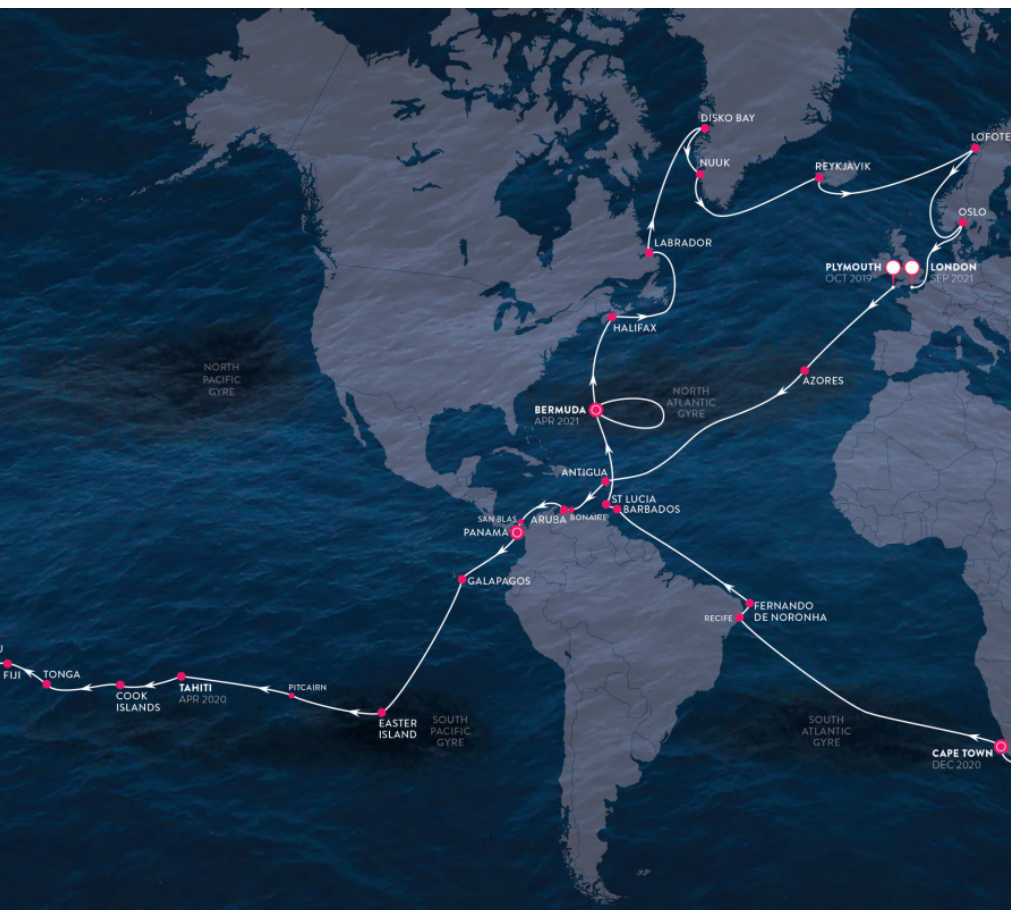 DISKO BAY
LOFOTE
NUUK
REYKJAVIK
OSLO
LABRADOR
PLYMOUTH
OCT 2019
LONDON
SEP 2021
HALIFAX
NORTH
PACIFIC
GYRE
AZORES
NORTH
ATLANTIC
GYRE
BERMUDA
APR 2021
ANTIGUA
ST LUCIA
BARBADOS
SAN BLAS
ARUBA
BONAIRE
PANAMA
GALAPAGOS
FERNANDO
DE NORONHA
RECIFE
U
FIJI
TONGA
COOK
ISLANDS
TAHITI
APR 2020
PITCAIRN
EASTER
ISLAND
SOUTH
PACIFIC
GYRE
SOUTH
ATLANTIC
GYRE
CAPE TOWN
DEC 2020